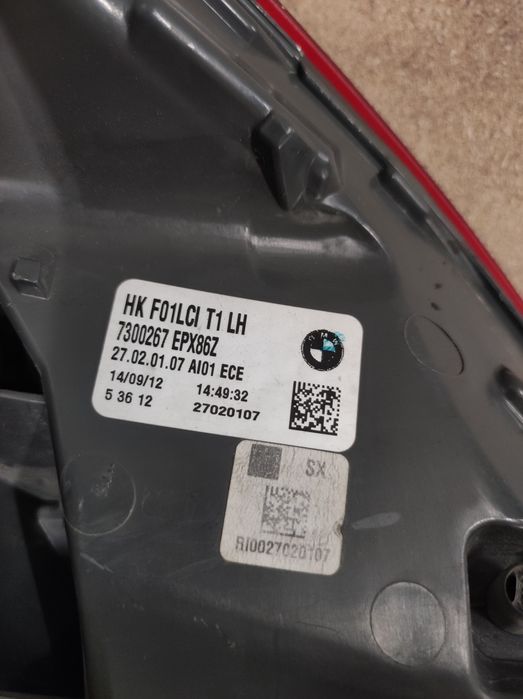 HK F01LCI T1 LH
7300267 EPX86Z
27.02.01.07 AI01 ECE
14/09/12 14:49:32
5 36 12 27020107
BMW
SX
RI0027020107